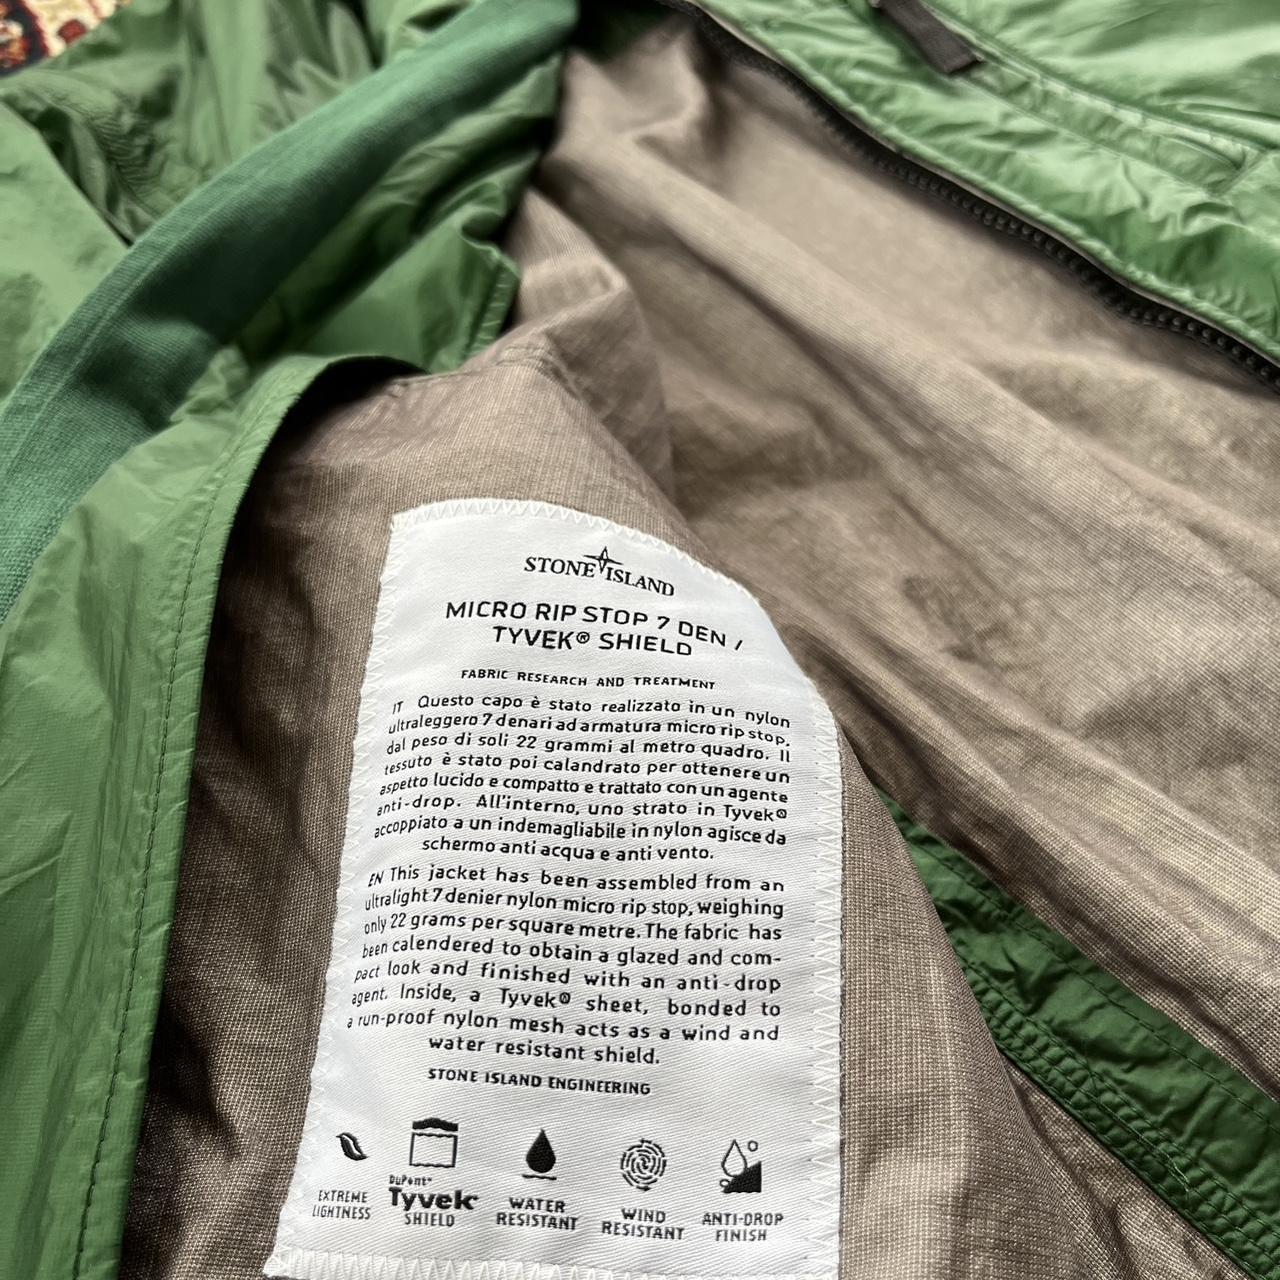 STONE ISLAND
MICRO RIP STOP 7 DEN /
TYVEK® SHIELD
FABRIC RESEARCH AND TREATMENT
IT Questo capo è stato realizzato in un nylon
ultraleggero 7 denari ad armatura micro rip stop,
dal peso di soli 22 grammi al metro quadro. Il
tessuto è stato poi calandrato per ottenere un
aspetto lucido e compatto e trattato con un agente
anti-drop. All'interno, uno strato in Tyvek®
accoppiato a un indemagliabile in nylon agisce da
schermo anti acqua e anti vento.
EN This jacket has been assembled from an
ultralight 7 denier nylon micro rip stop, weighing
only 22 grams per square metre. The fabric has
been calendered to obtain a glazed and com-
pact look and finished with an anti-drop
agent. Inside, a Tyvek® sheet, bonded to
a run-proof nylon mesh acts as a wind and
water resistant shield.
STONE ISLAND ENGINEERING
EXTREME
LIGHTNESS
DuPont™
Tyvek®
SHIELD
WATER
RESISTANT
WIND
RESISTANT
ANTI-DROP
FINISH